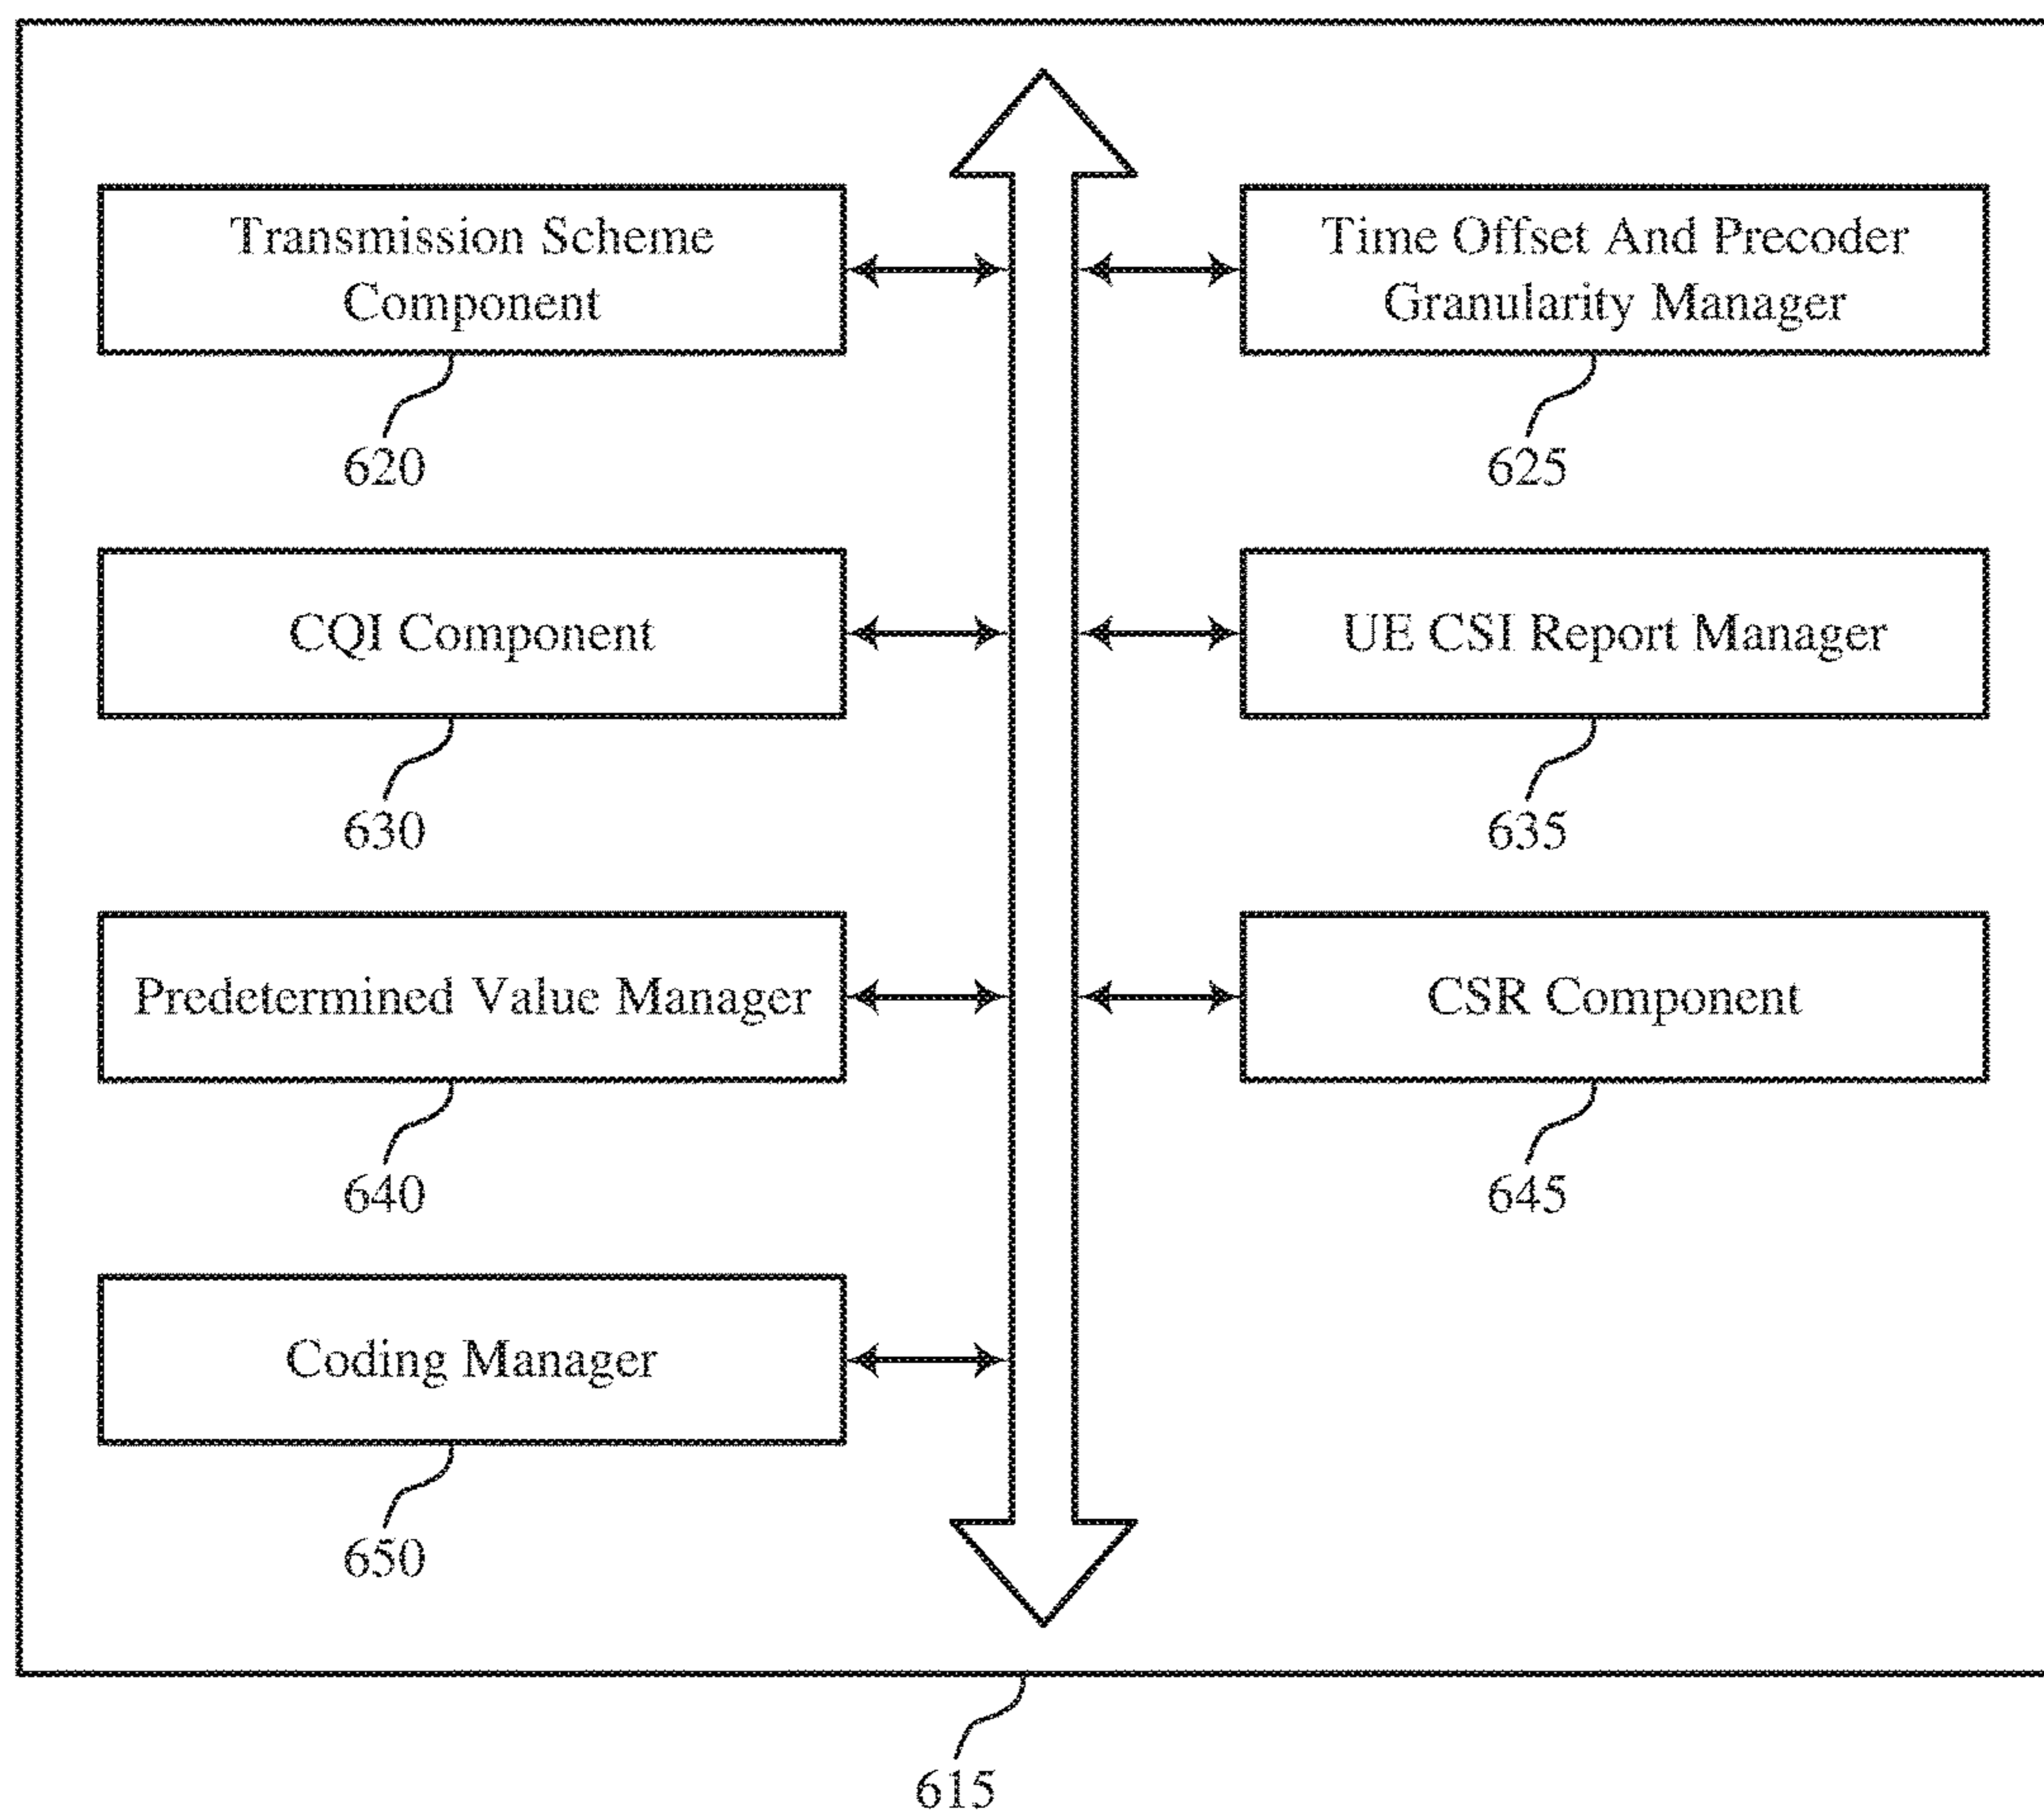 Transmission Scheme
Component
620
Time Offset And Precoder
Granularity Manager
625
CQI Component
630
UE CSI Report Manager
635
Predetermined Value Manager
640
CSR Component
645
Coding Manager
650
615